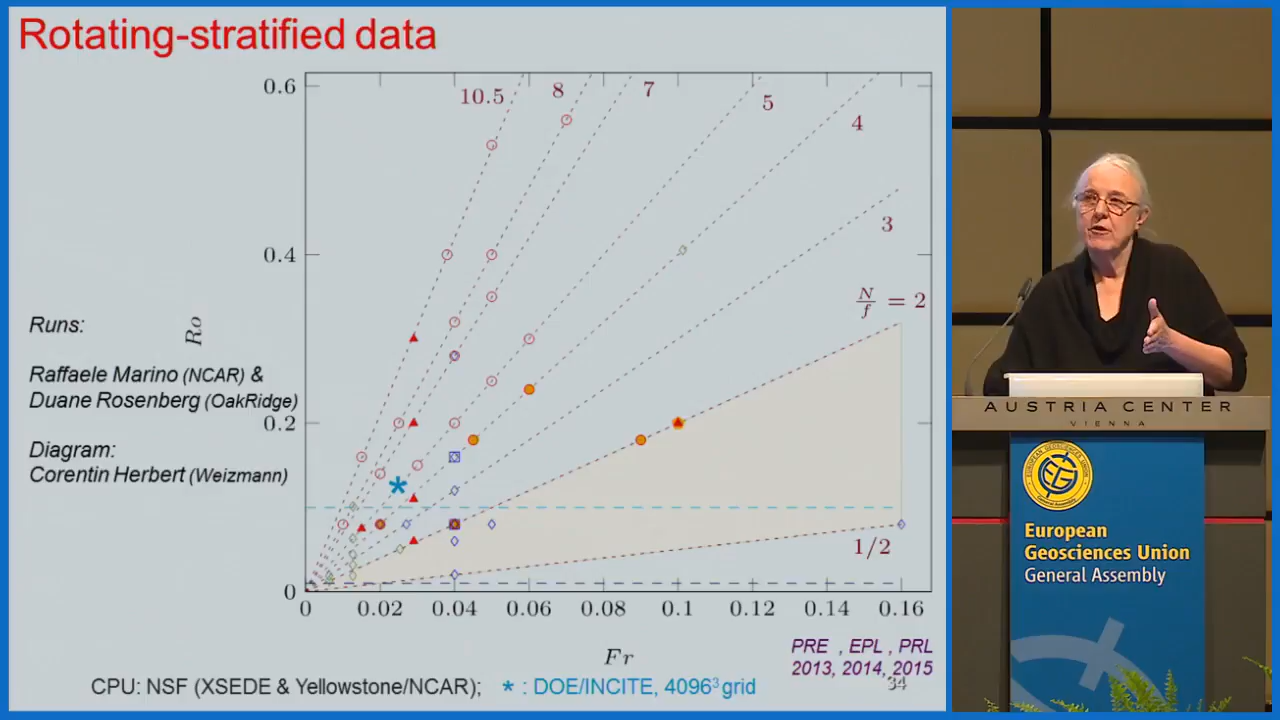 Rotating-stratified data
0.6
0.4
0.2
0
Ro
10.5
8
7
5
4
3
N/f = 2
1/2
0 0.02 0.04 0.06 0.08 0.1 0.12 0.14 0.16
Fr
Runs:
Raffaele Marino (NCAR) &
Duane Rosenberg (OakRidge)
Diagram:
Corentin Herbert (Weizmann)
PRE , EPL , PRL
2013, 2014, 2015
34
CPU: NSF (XSEDE & Yellowstone/NCAR); * : DOE/INCITE, 4096³ grid
AUSTRIA CENTER
VIENNA
EGU
European
Geosciences Union
General Assembly